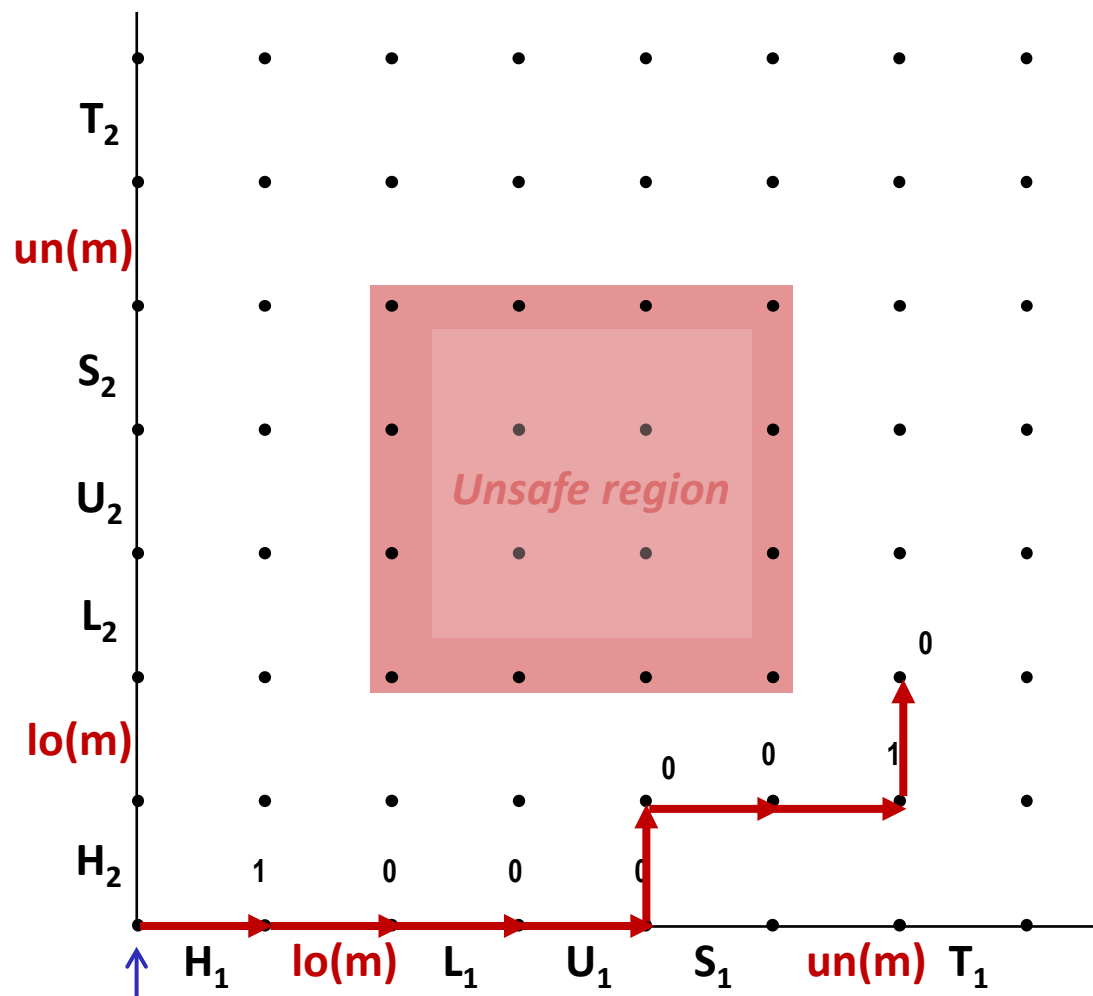 T₂
un(m)
S₂
U₂
Unsafe region
L₂
0
lo(m)
0 0 1
H₂
1 0 0 0
H₁ lo(m) L₁ U₁ S₁ un(m) T₁